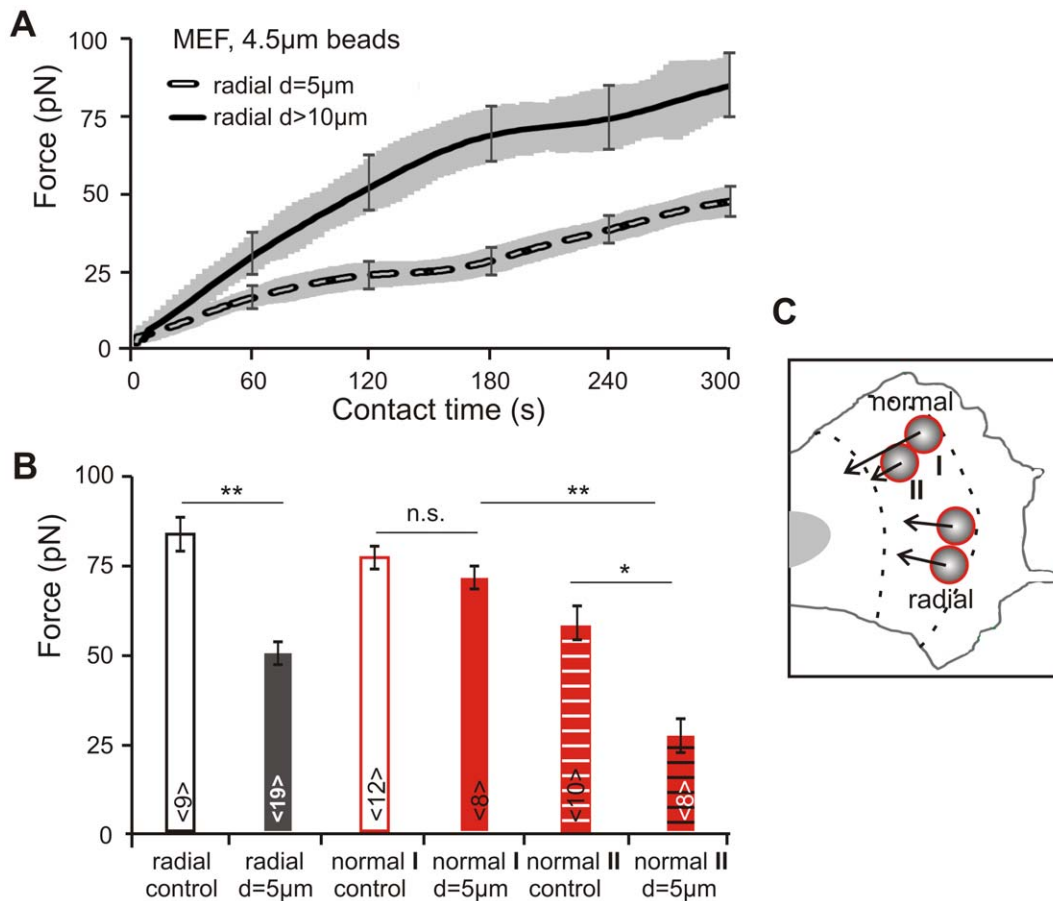 A
MEF, 4.5µm beads
radial d=5µm
radial d>10µm
Force (pN)
100
75
50
25
0
0 60 120 180 240 300
Contact time (s)
B
Force (pN)
100
75
50
25
0
** n.s. ** *
<9> <19> <12> <8> <10> <8>
radial control
radial d=5µm
normal I control
normal I d=5µm
normal II control
normal II d=5µm
C
normal
I
II
radial